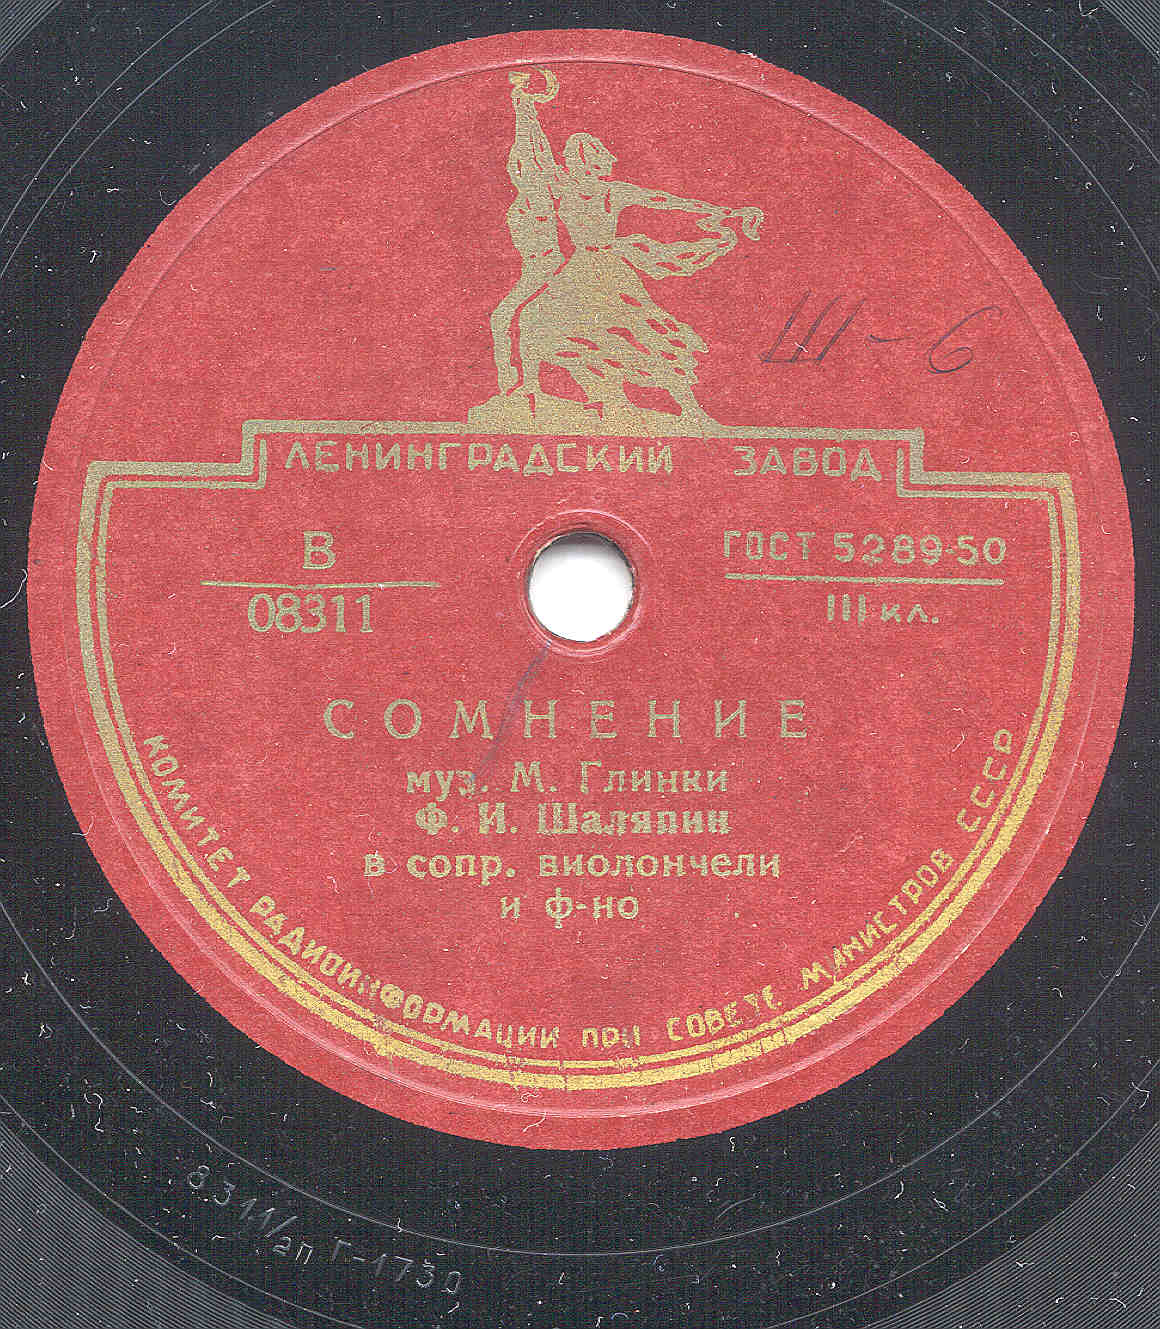 Ш-6
ЛЕНИНГРАДСКИЙ ЗАВОД
В
08311
ГОСТ 5289-50
III кл.
СОМНЕНИЕ
муз. М. Глинки
Ф. И. Шаляпин
в сопр. виолончели
и ф-но
КОМИТЕТ РАДИОИНФОРМАЦИИ ПРИ СОВЕТЕ МИНИСТРОВ СССР
8311/2п Г-1730